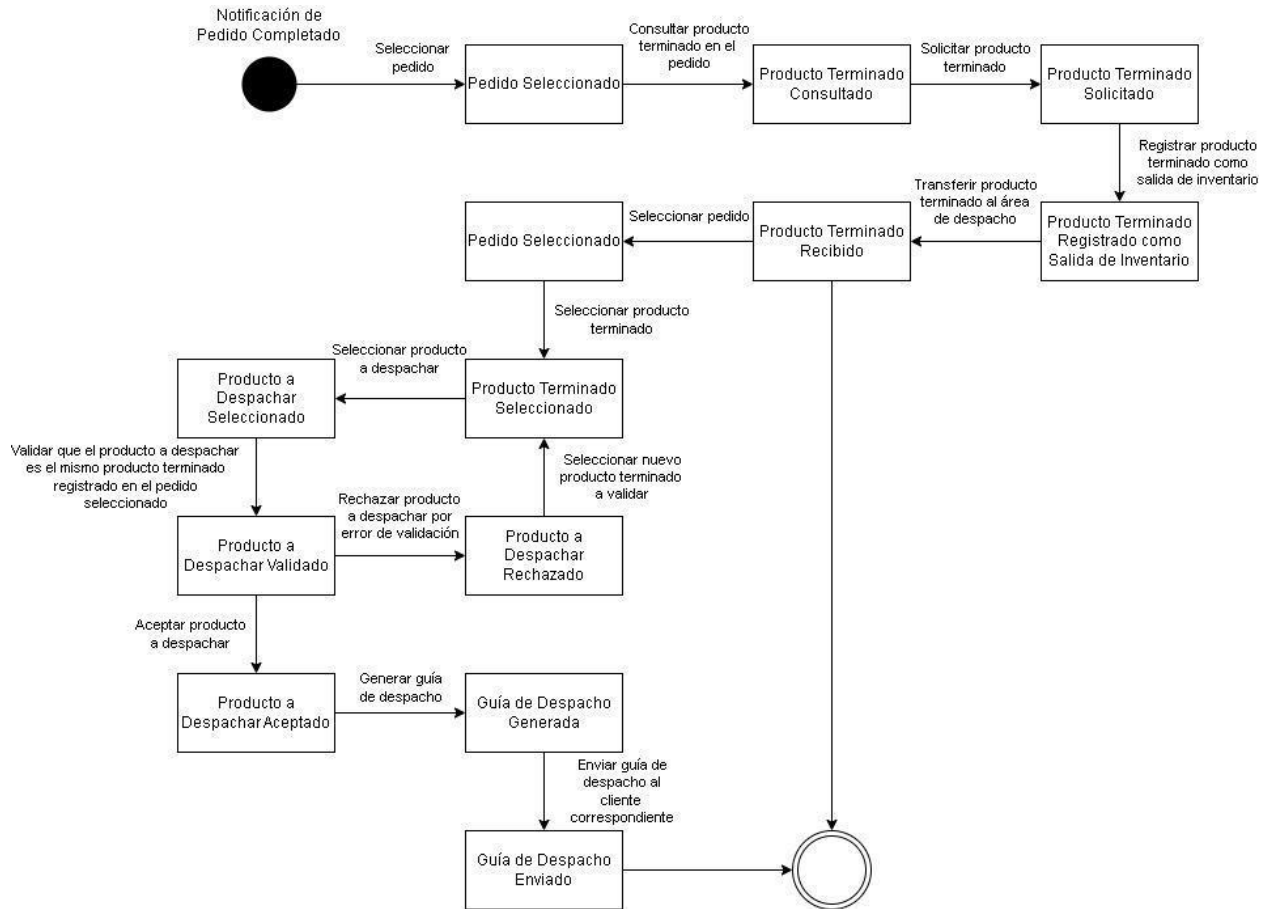 Notificación de
Pedido Completado
Seleccionar
pedido
Pedido Seleccionado
Consultar producto
terminado en el
pedido
Producto Terminado
Consultado
Solicitar producto
terminado
Producto Terminado
Solicitado
Registrar producto
terminado como
salida de inventario
Producto Terminado
Registrado como
Salida de Inventario
Transferir producto
terminado al área
de despacho
Producto Terminado
Recibido
Seleccionar pedido
Pedido Seleccionado
Seleccionar producto
terminado
Producto Terminado
Seleccionado
Seleccionar producto
a despachar
Producto a
Despachar
Seleccionado
Validar que el producto a despachar
es el mismo producto terminado
registrado en el pedido
seleccionado
Producto a
Despachar Validado
Rechazar producto
a despachar por
error de validación
Producto a
Despachar
Rechazado
Seleccionar nuevo
producto terminado
a validar
Aceptar producto
a despachar
Producto a
Despachar Aceptado
Generar guía
de despacho
Guía de Despacho
Generada
Enviar guía de
despacho al
cliente
correspondiente
Guía de Despacho
Enviado